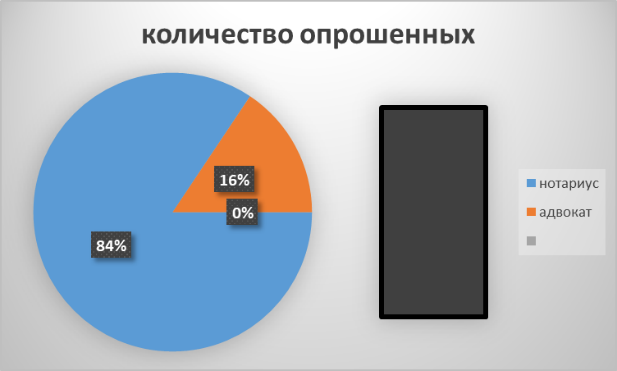 количество опрошенных
16%
0%
84%
нотариус
адвокат